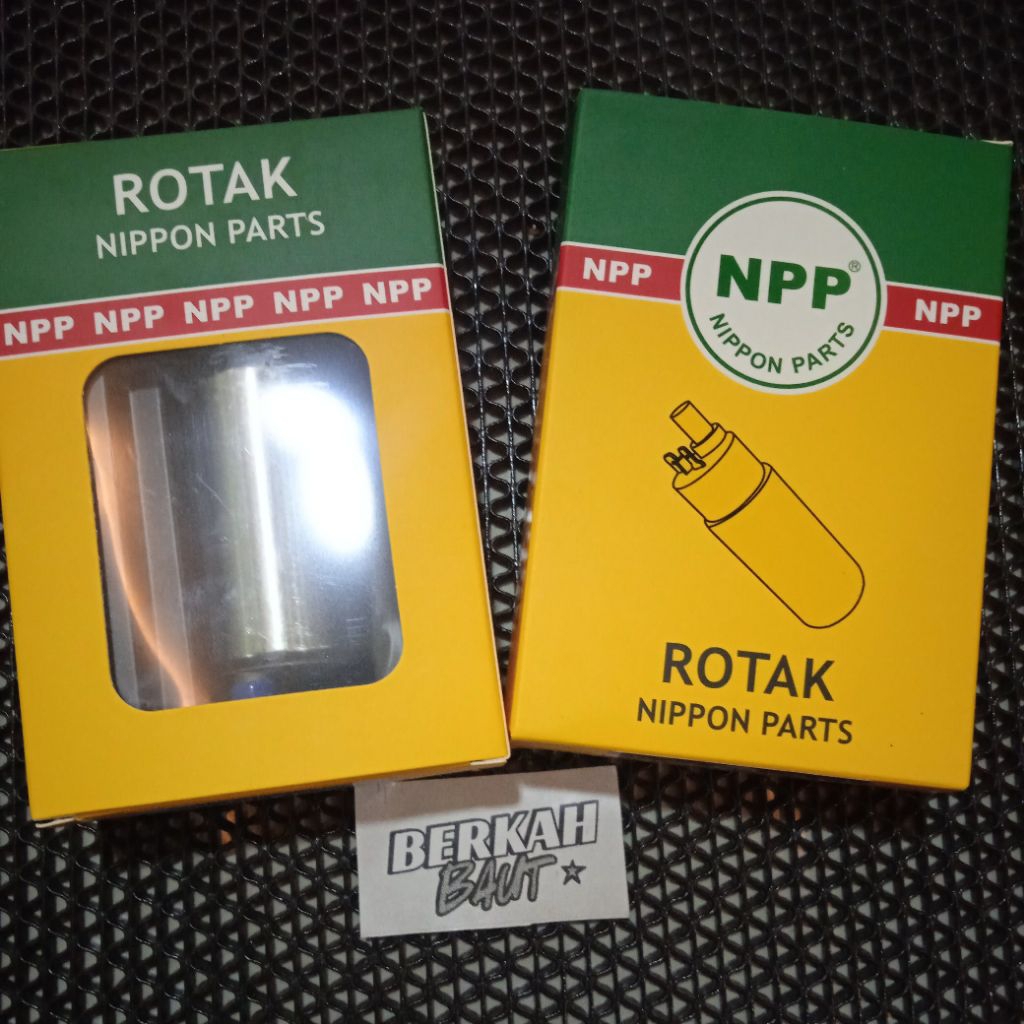 ROTAK
NIPPON PARTS
NPP NPP NPP NPP NPP
NPP
NPP®
NIPPON PARTS
NPP
ROTAK
NIPPON PARTS
BERKAH
BAUT